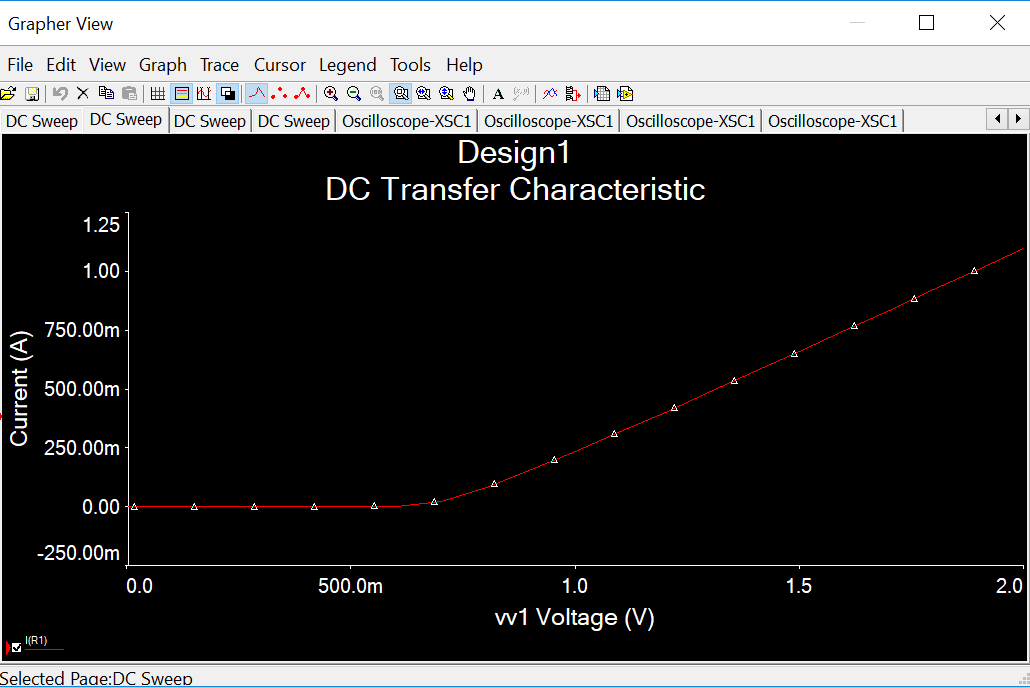 Grapher View
File Edit View Graph Trace Cursor Legend Tools Help
A
DC Sweep DC Sweep DC Sweep DC Sweep Oscilloscope-XSC1 Oscilloscope-XSC1 Oscilloscope-XSC1 Oscilloscope-XSC1
Design1
DC Transfer Characteristic
1.25
1.00
750.00m
500.00m
250.00m
0.00
-250.00m
Current (A)
0.0 500.0m 1.0 1.5 2.0
vv1 Voltage (V)
I(R1)
Selected Page:DC Sweep